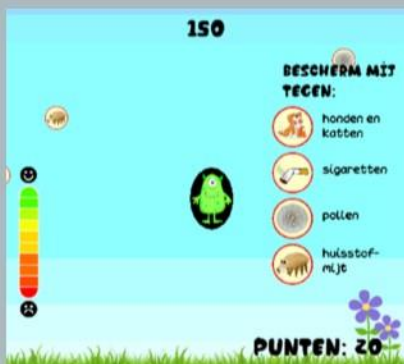 150
BESCHERM MIJ
TEGEN:
honden en
katten
sigaretten
pollen
huisstof-
mijt
PUNTEN: 20